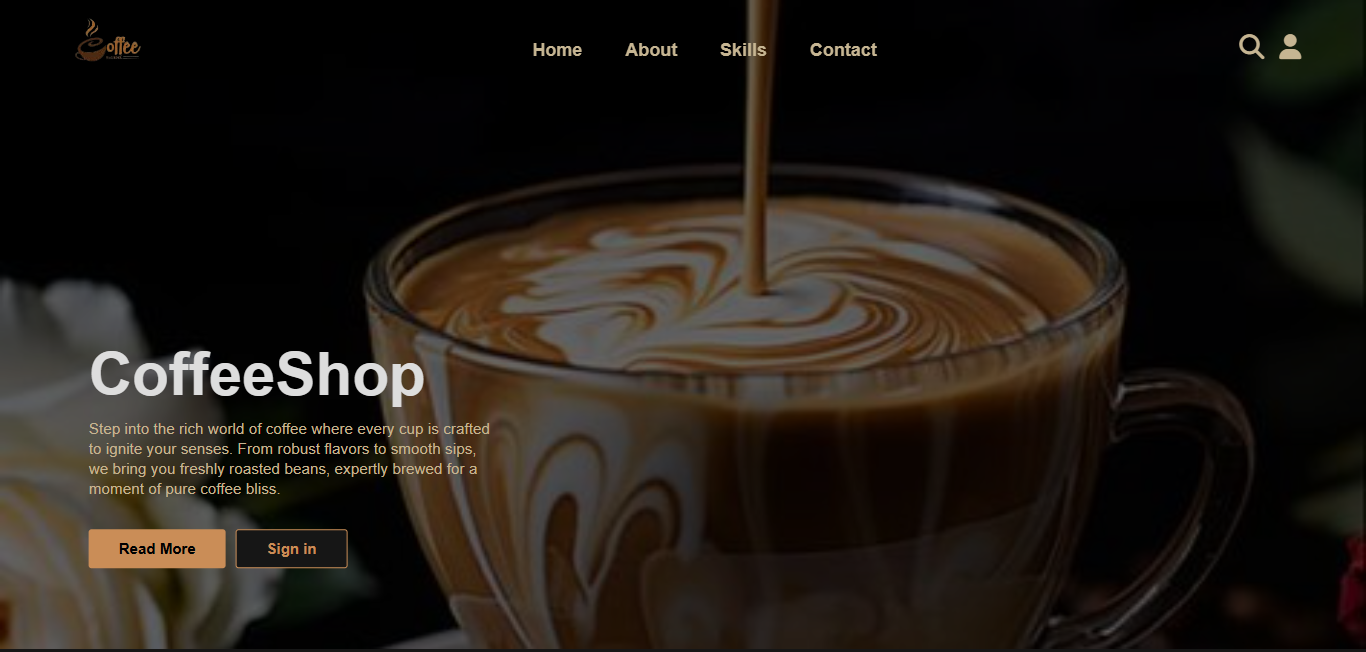 Coffee
Home
About
Skills
Contact
CoffeeShop
Step into the rich world of coffee where every cup is crafted
to ignite your senses. From robust flavors to smooth sips,
we bring you freshly roasted beans, expertly brewed for a
moment of pure coffee bliss.
Read More
Sign in